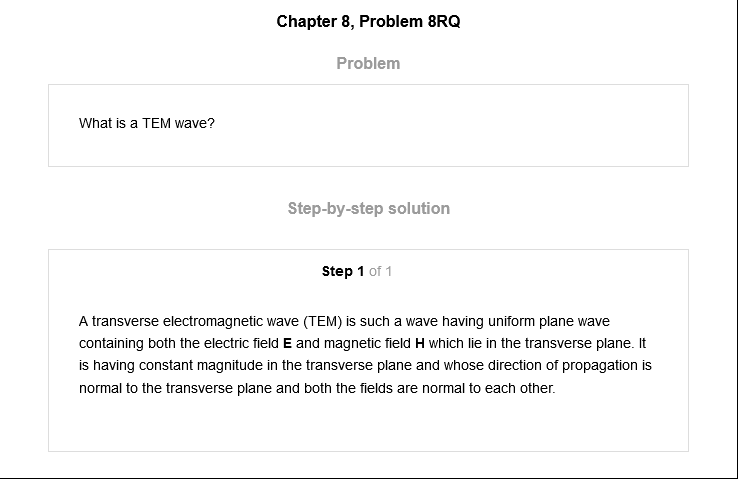 Chapter 8, Problem 8RQ
Problem
What is a TEM wave?
Step-by-step solution
Step 1 of 1
A transverse electromagnetic wave (TEM) is such a wave having uniform plane wave
containing both the electric field E and magnetic field H which lie in the transverse plane. It
is having constant magnitude in the transverse plane and whose direction of propagation is
normal to the transverse plane and both the fields are normal to each other.